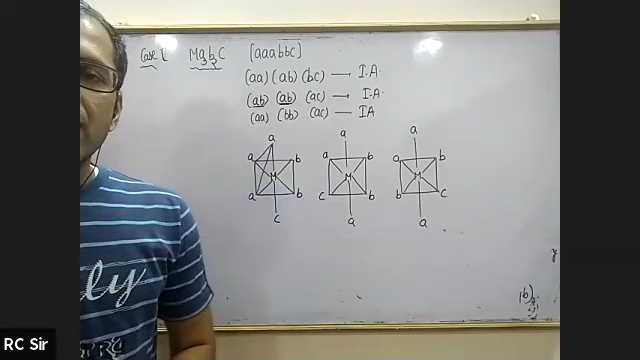 Case Ma3b2C [aaabbc]
(aa) (ab) (bc) — I.A.
(ab) (ab) (ac) — I.A.
(aa) (bb) (ac) — IA
a a a
a b a b a b
M M M
a b c b b c
c a a
b)
RC Sir